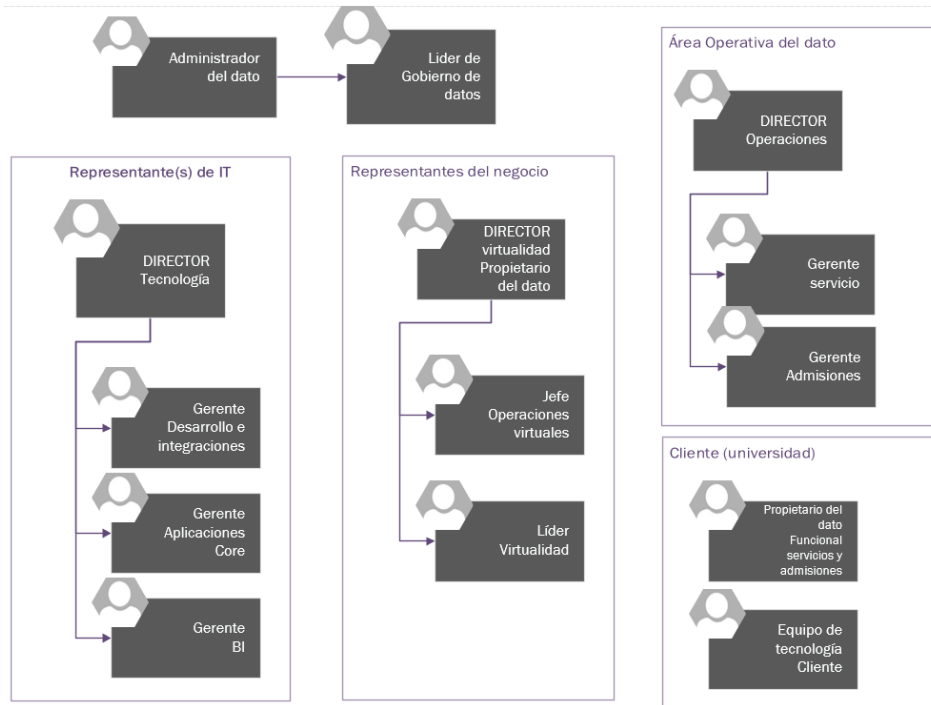 Administrador
del dato
Lider de
Gobierno de
datos
Representante(s) de IT
DIRECTOR
Tecnología
Gerente
Desarrollo e
integraciones
Gerente
Aplicaciones
Core
Gerente
BI
Representantes del negocio
DIRECTOR
virtualidad
Propietario
del dato
Jefe
Operaciones
virtuales
Líder
Virtualidad
Área Operativa del dato
DIRECTOR
Operaciones
Gerente
servicio
Gerente
Admisiones
Cliente (universidad)
Propietario del
dato
Funcional
servicios y
admisiones
Equipo de
tecnología
Cliente